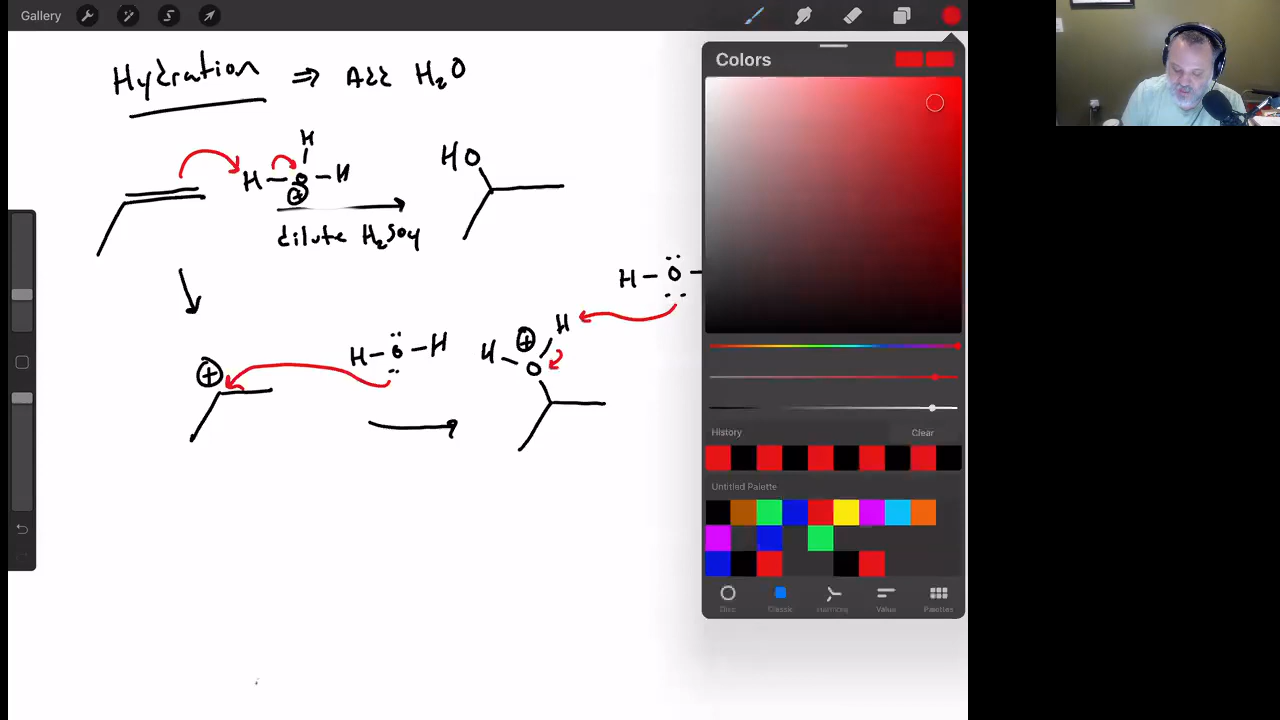 Gallery
Hydration ⇒ Add H₂O
H
H–O–H
⊕
HO
dilute H₂SO₄
H–O
⊕
H–O–H
H
⊕
H–O
Colors
History
Clear
Untitled Palette
Disc Classic Harmony Value Palettes